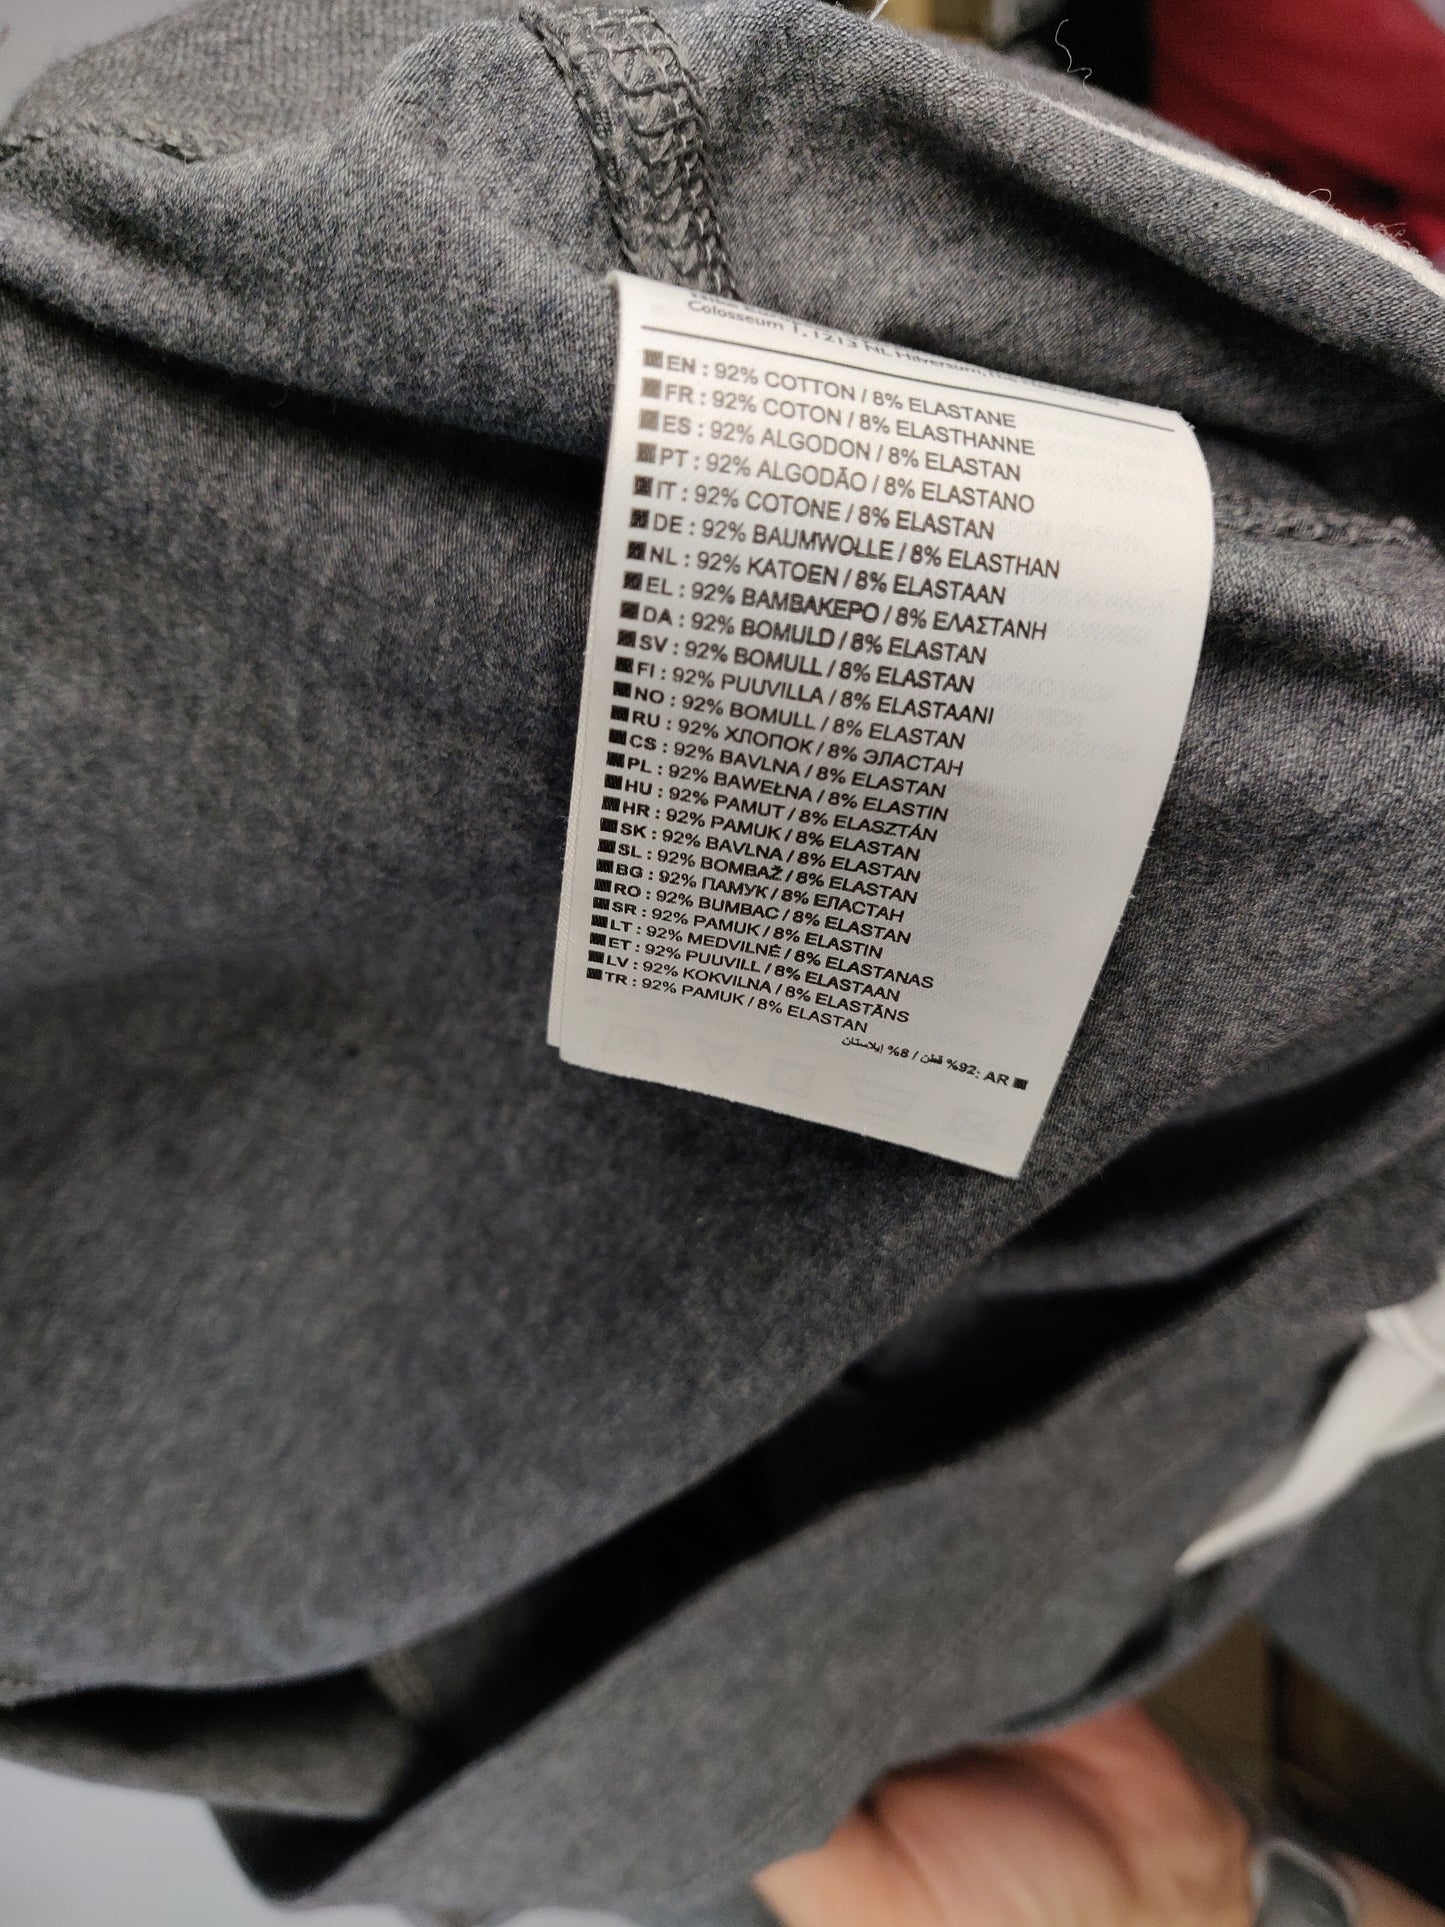 Colosseum 1, 1213 NL Hilversum, The
EN : 92% COTTON / 8% ELASTANE
FR : 92% COTON / 8% ELASTHANNE
ES : 92% ALGODON / 8% ELASTAN
PT : 92% ALGODÃO / 8% ELASTANO
IT : 92% COTONE / 8% ELASTAN
DE : 92% BAUMWOLLE / 8% ELASTHAN
NL : 92% KATOEN / 8% ELASTAAN
EL : 92% ΒΑΜΒΑΚΕΡΟ / 8% ΕΛΑΣΤΑΝΗ
DA : 92% BOMULD / 8% ELASTAN
SV : 92% BOMULL / 8% ELASTAN
FI : 92% PUUVILLA / 8% ELASTAANI
NO : 92% BOMULL / 8% ELASTAN
RU : 92% ХЛОПОК / 8% ЭЛАСТАН
CS : 92% BAVLNA / 8% ELASTAN
PL : 92% BAWEŁNA / 8% ELASTIN
HU : 92% PAMUT / 8% ELASZTÁN
HR : 92% PAMUK / 8% ELASTAN
SK : 92% BAVLNA / 8% ELASTAN
SL : 92% BOMBAŽ / 8% ELASTAN
BG : 92% ПАМУК / 8% ЕЛАСТАН
RO : 92% BUMBAC / 8% ELASTAN
SR : 92% PAMUK / 8% ELASTIN
LT : 92% MEDVILNĖ / 8% ELASTANAS
ET : 92% PUUVILL / 8% ELASTAAN
LV : 92% KOKVILNA / 8% ELASTĀNS
TR : 92% PAMUK / 8% ELASTAN
AR :92% قطن / 8% إيلاستان